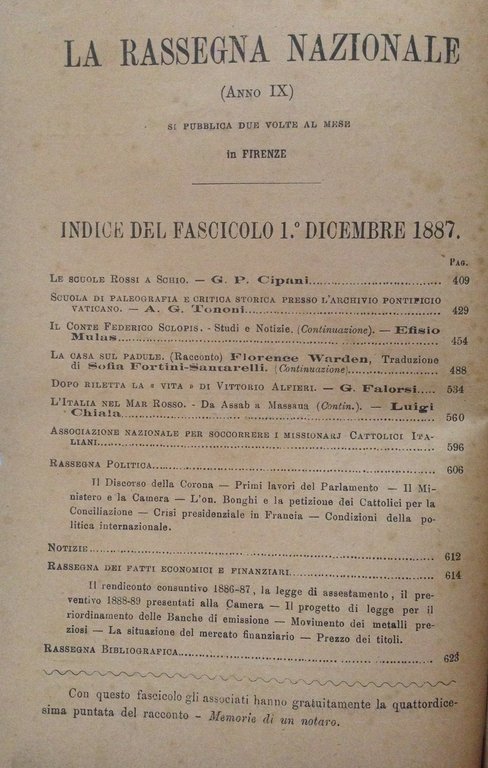 LA RASSEGNA NAZIONALE
(ANNO IX)
SI PUBBLICA DUE VOLTE AL MESE
in FIRENZE
INDICE DEL FASCICOLO 1.º DICEMBRE 1887.
PAG.
LE SCUOLE ROSSI A SCHIO. — G. P. Cipani 409
SCUOLA DI PALEOGRAFIA E CRITICA STORICA PRESSO L'ARCHIVIO PONTIFICIO
VATICANO. — A. G. Tononi 429
IL CONTE FEDERICO SCLOPIS. - Studi e Notizie. (Continuazione). — Efisio
Mulas 454
LA CASA SUL PADULE. (Racconto) Florence Warden, Traduzione
di Sofia Fortini-Santarelli. (Continuazione) 488
DOPO RILETTA LA « VITA » DI VITTORIO ALFIERI. — G. Falorsi 534
L'ITALIA NEL MAR ROSSO. - Da Assab a Massaua (Contin.). — Luigi
Chiala 560
ASSOCIAZIONE NAZIONALE PER SOCCORRERE I MISSIONARJ CATTOLICI ITA-
LIANI 596
RASSEGNA POLITICA 606
Il Discorso della Corona — Primi lavori del Parlamento — Il Mi-
nistero e la Camera — L'on. Bonghi e la petizione dei Cattolici per la
Conciliazione — Crisi presidenziale in Francia — Condizioni della po-
litica internazionale.
NOTIZIE 612
RASSEGNA DEI FATTI ECONOMICI E FINANZIARI 614
Il rendiconto consuntivo 1886-87, la legge di assestamento, il pre-
ventivo 1888-89 presentati alla Camera — Il progetto di legge per il
riordinamento delle Banche di emissione — Movimento dei metalli pre-
ziosi — La situazione del mercato finanziario — Prezzo dei titoli.
RASSEGNA BIBLIOGRAFICA 623
Con questo fascicolo gli associati hanno gratuitamente la quattordice-
sima puntata del racconto - Memorie di un notaro.